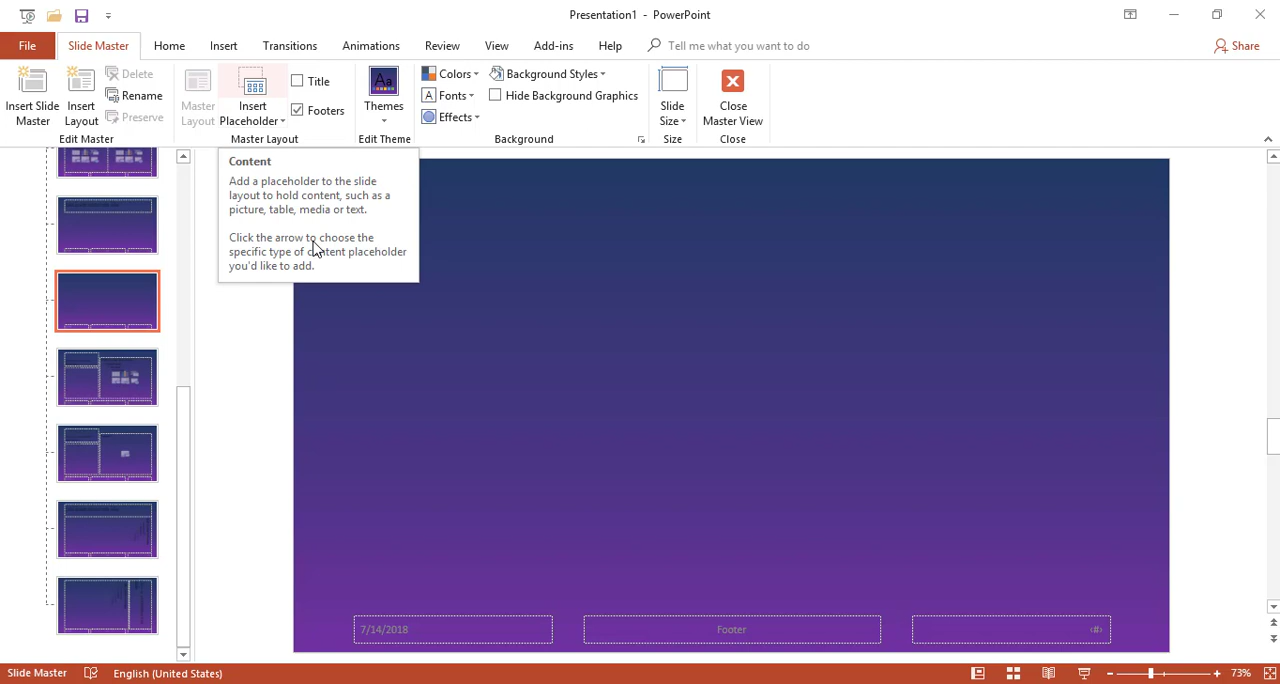 Presentation1 - PowerPoint
File Slide Master Home Insert Transitions Animations Review View Add-ins Help Tell me what you want to do Share
Insert Slide Master
Insert Layout
Delete
Rename
Preserve
Edit Master
Master Layout
Insert Placeholder
Title
Footers
Master Layout
Themes
Edit Theme
Colors
Fonts
Effects
Background Styles
Hide Background Graphics
Background
Slide Size
Size
Close Master View
Close
Content
Add a placeholder to the slide
layout to hold content, such as a
picture, table, media or text.
Click the arrow to choose the
specific type of content placeholder
you'd like to add.
7/14/2018 Footer ‹#›
Slide Master English (United States) 73%